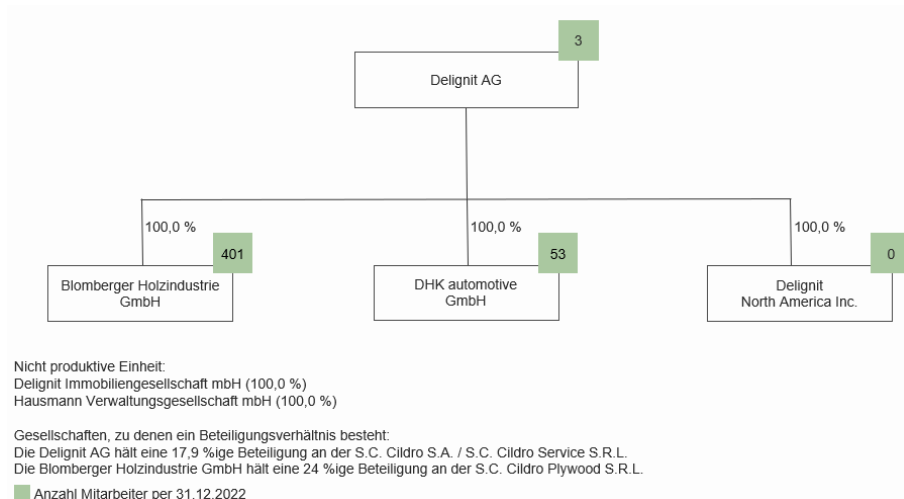 3
Delignit AG
100,0 %
100,0 %
100,0 %
401
53
0
Blomberger Holzindustrie
GmbH
DHK automotive
GmbH
Delignit
North America Inc.
Nicht produktive Einheit:
Delignit Immobiliengesellschaft mbH (100,0 %)
Hausmann Verwaltungsgesellschaft mbH (100,0 %)
Gesellschaften, zu denen ein Beteiligungsverhältnis besteht:
Die Delignit AG hält eine 17,9 %ige Beteiligung an der S.C. Cildro S.A. / S.C. Cildro Service S.R.L.
Die Blomberger Holzindustrie GmbH hält eine 24 %ige Beteiligung an der S.C. Cildro Plywood S.R.L.
Anzahl Mitarbeiter per 31.12.2022